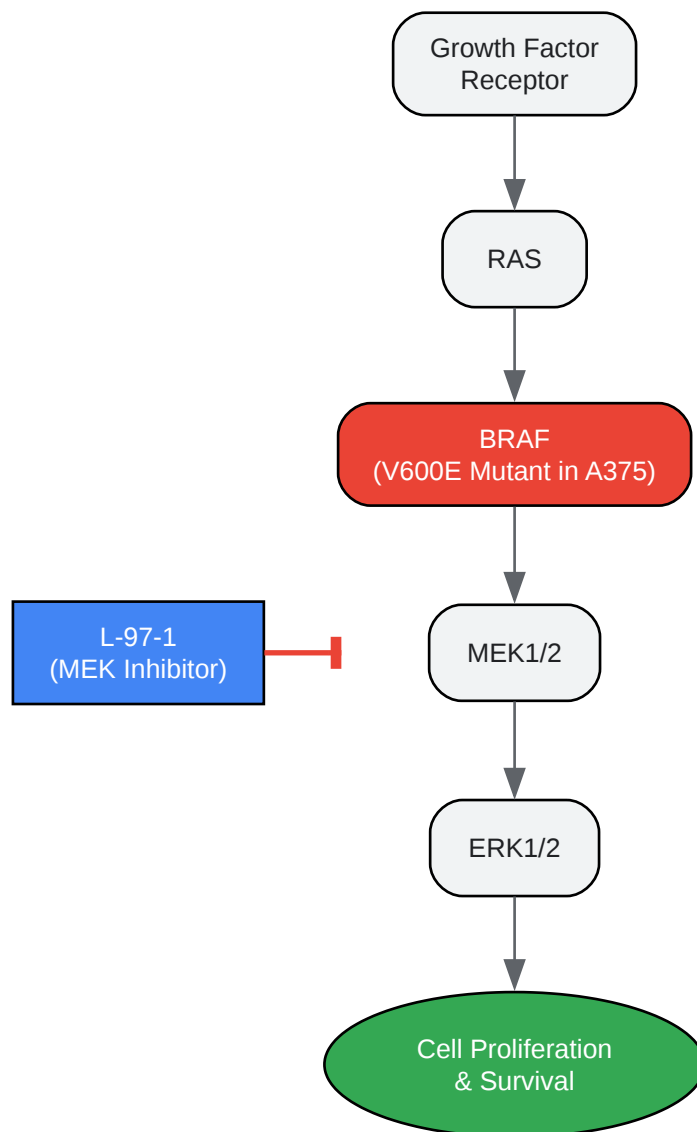 Growth Factor
Receptor
RAS
BRAF
(V600E Mutant in A375)
L-97-1
(MEK Inhibitor)
MEK1/2
ERK1/2
Cell Proliferation
& Survival